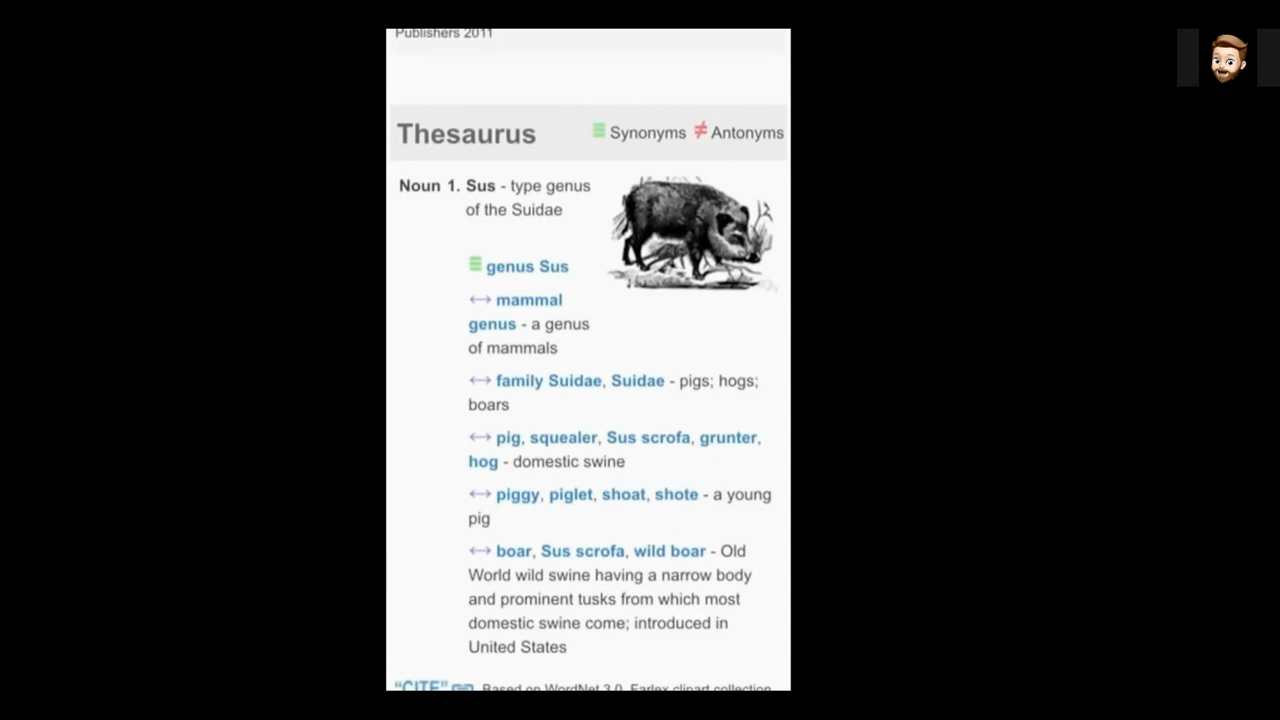 Publishers 2011
Thesaurus
Synonyms ≠ Antonyms
Noun 1. Sus - type genus
of the Suidae
genus Sus
↔ mammal
genus - a genus
of mammals
↔ family Suidae, Suidae - pigs; hogs;
boars
↔ pig, squealer, Sus scrofa, grunter,
hog - domestic swine
↔ piggy, piglet, shoat, shote - a young
pig
↔ boar, Sus scrofa, wild boar - Old
World wild swine having a narrow body
and prominent tusks from which most
domestic swine come; introduced in
United States
“CITE” Based on WordNet 3.0, Farlex clipart collection.